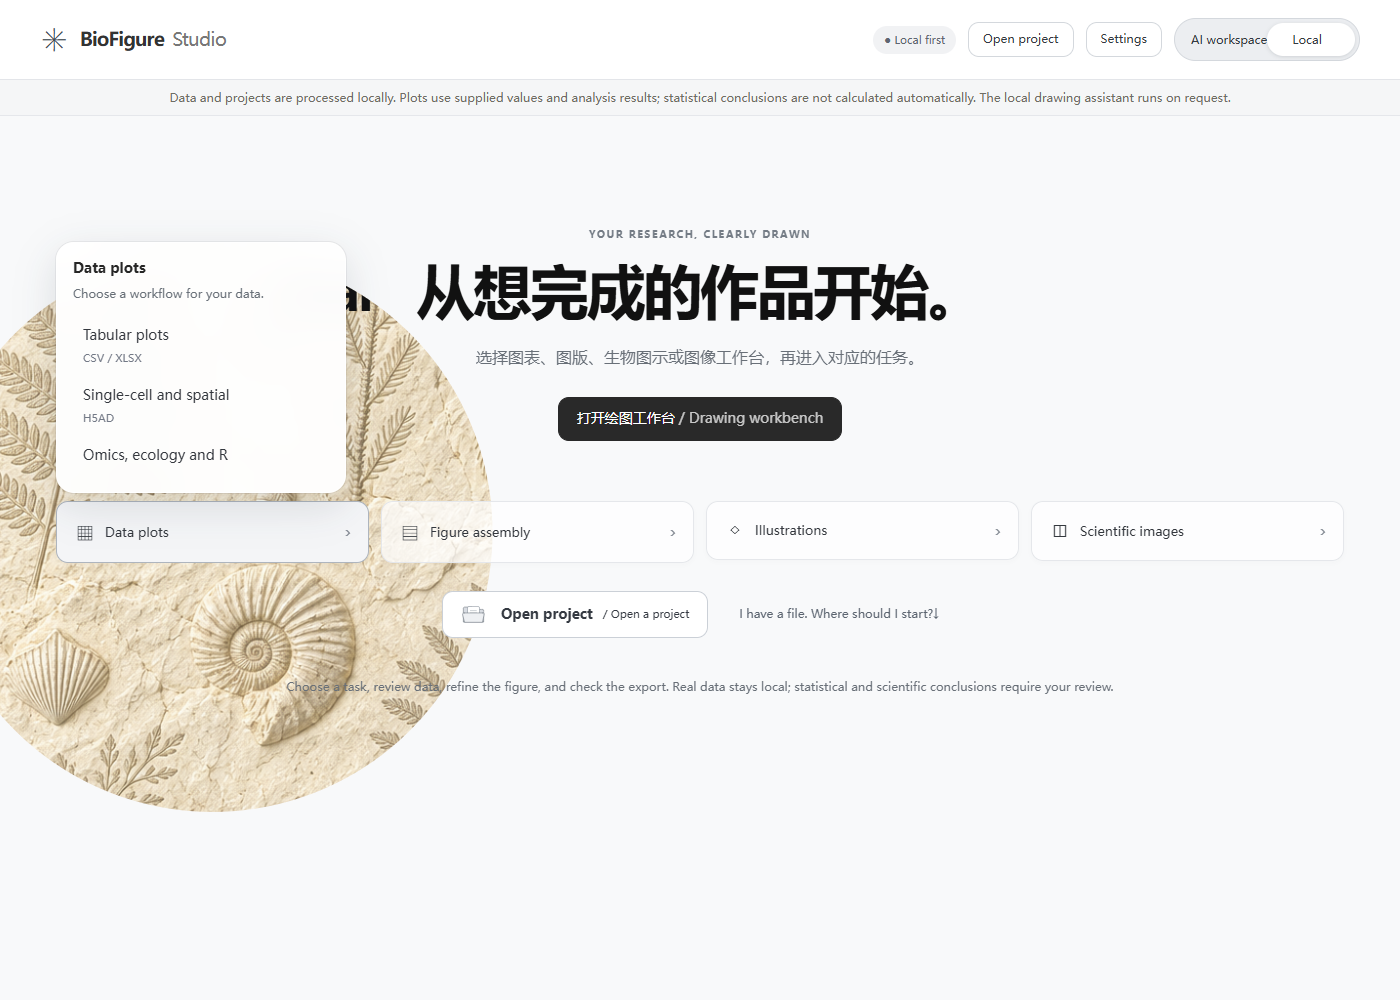 BioFigure Studio
● Local first
Open project
Settings
AI workspace
Local
Data and projects are processed locally. Plots use supplied values and analysis results; statistical conclusions are not calculated automatically. The local drawing assistant runs on request.
YOUR RESEARCH, CLEARLY DRAWN
从想完成的作品开始。
选择图表、图版、生物图示或图像工作台，再进入对应的任务。
打开绘图工作台 / Drawing workbench
Data plots
Choose a workflow for your data.
Tabular plots
CSV / XLSX
Single-cell and spatial
H5AD
Omics, ecology and R
Data plots ›
Figure assembly ›
Illustrations ›
Scientific images ›
Open project / Open a project
I have a file. Where should I start?↓
Choose a task, review data, refine the figure, and check the export. Real data stays local; statistical and scientific conclusions require your review.